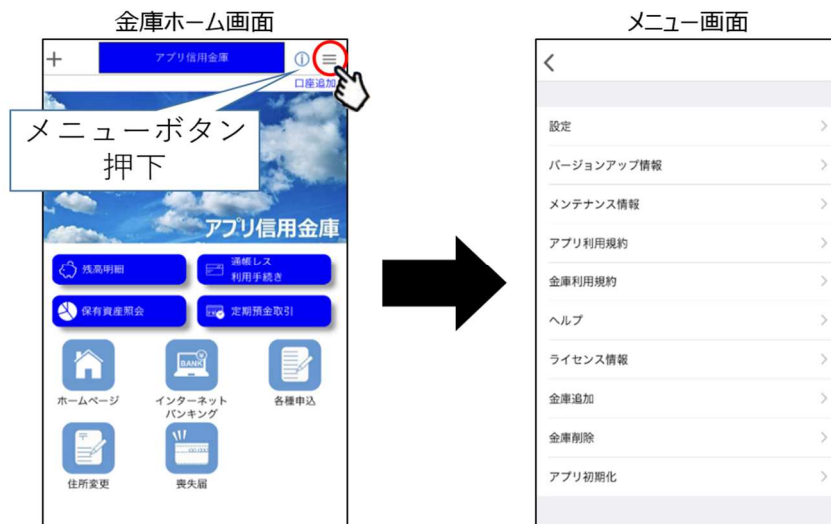 金庫ホーム画面
アプリ信用金庫
口座追加
メニューボタン
押下
アプリ信用金庫
残高明細
通帳レス
利用手続き
保有資産照会
定期預金取引
BANK
ホームページ
インターネット
バンキング
各種申込
住所変更
喪失届
メニュー画面
設定
バージョンアップ情報
メンテナンス情報
アプリ利用規約
金庫利用規約
ヘルプ
ライセンス情報
金庫追加
金庫削除
アプリ初期化